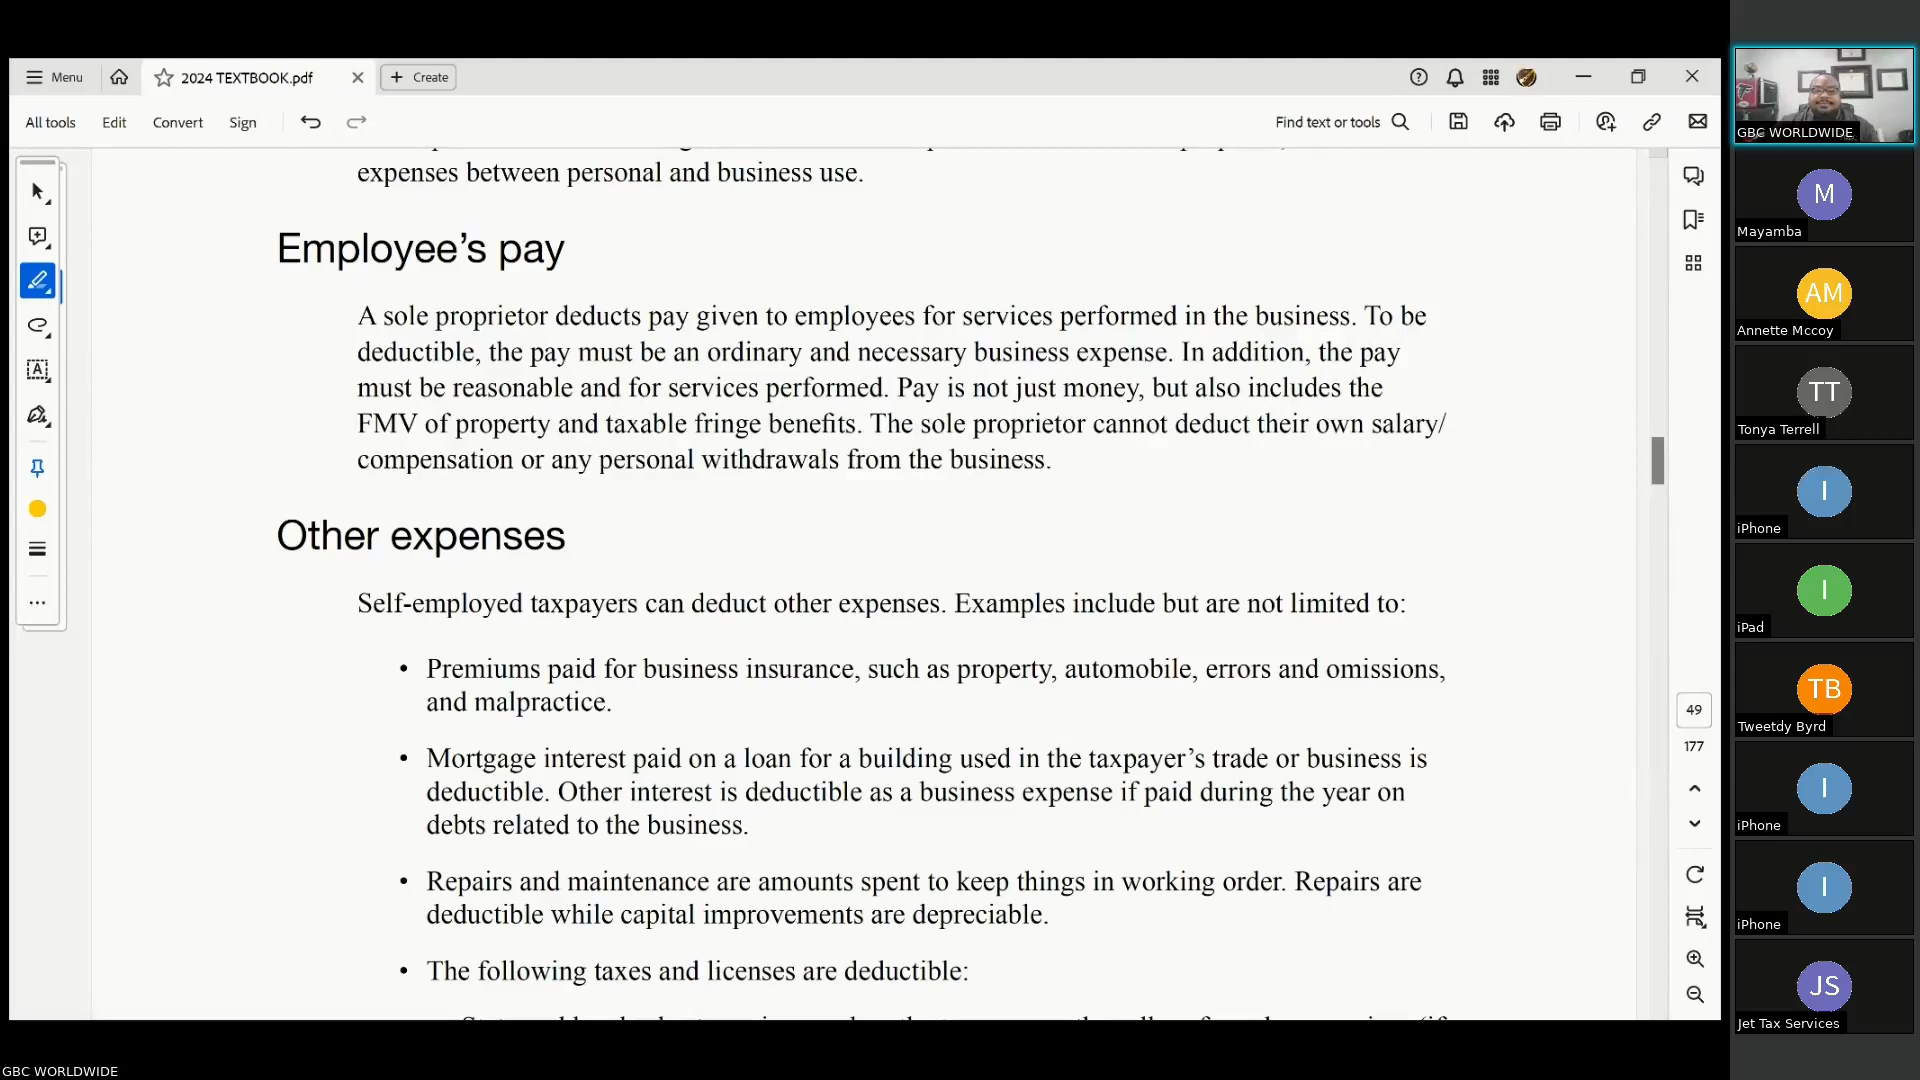 Menu
2024 TEXTBOOK.pdf
Create
All tools
Edit
Convert
Sign
Find text or tools
expenses between personal and business use.
Employee’s pay
A sole proprietor deducts pay given to employees for services performed in the business. To be
deductible, the pay must be an ordinary and necessary business expense. In addition, the pay
must be reasonable and for services performed. Pay is not just money, but also includes the
FMV of property and taxable fringe benefits. The sole proprietor cannot deduct their own salary/
compensation or any personal withdrawals from the business.
Other expenses
Self-employed taxpayers can deduct other expenses. Examples include but are not limited to:
• Premiums paid for business insurance, such as property, automobile, errors and omissions,
and malpractice.
• Mortgage interest paid on a loan for a building used in the taxpayer’s trade or business is
deductible. Other interest is deductible as a business expense if paid during the year on
debts related to the business.
• Repairs and maintenance are amounts spent to keep things in working order. Repairs are
deductible while capital improvements are depreciable.
• The following taxes and licenses are deductible:
49
177
GBC WORLDWIDE
M
Mayamba
AM
Annette Mccoy
TT
Tonya Terrell
I
iPhone
I
iPad
TB
Tweetdy Byrd
I
iPhone
I
iPhone
JS
Jet Tax Services
GBC WORLDWIDE